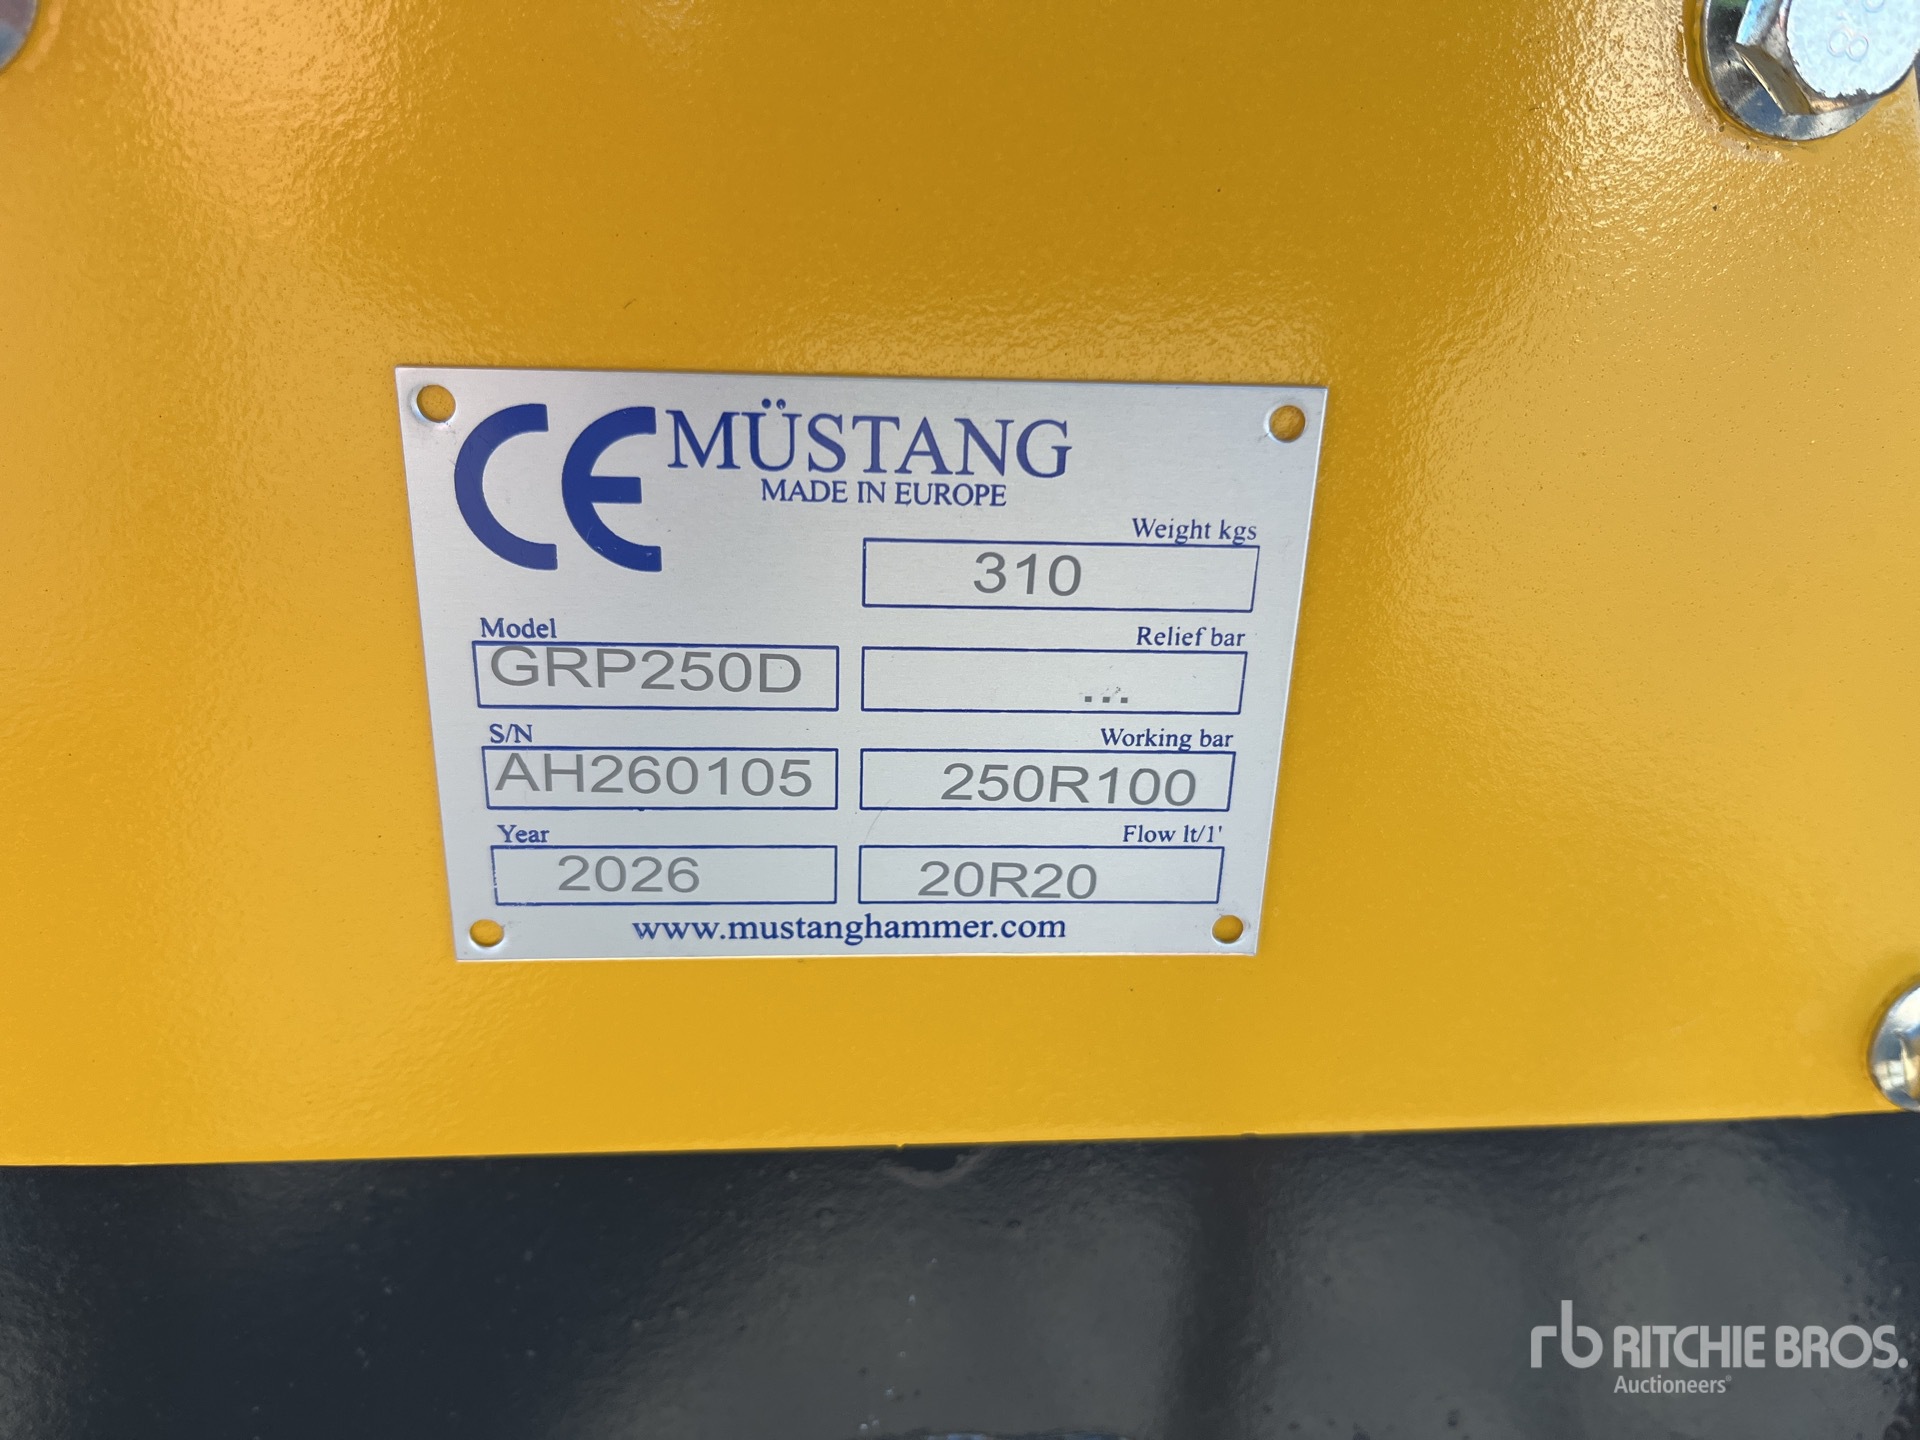 CE MÜSTANG
MADE IN EUROPE
Weight kgs
310
Model
GRP250D
Relief bar
...
S/N
AH260105
Working bar
250R100
Year
2026
Flow lt/1'
20R20
www.mustanghammer.com
rb RITCHIE BROS.
Auctioneers